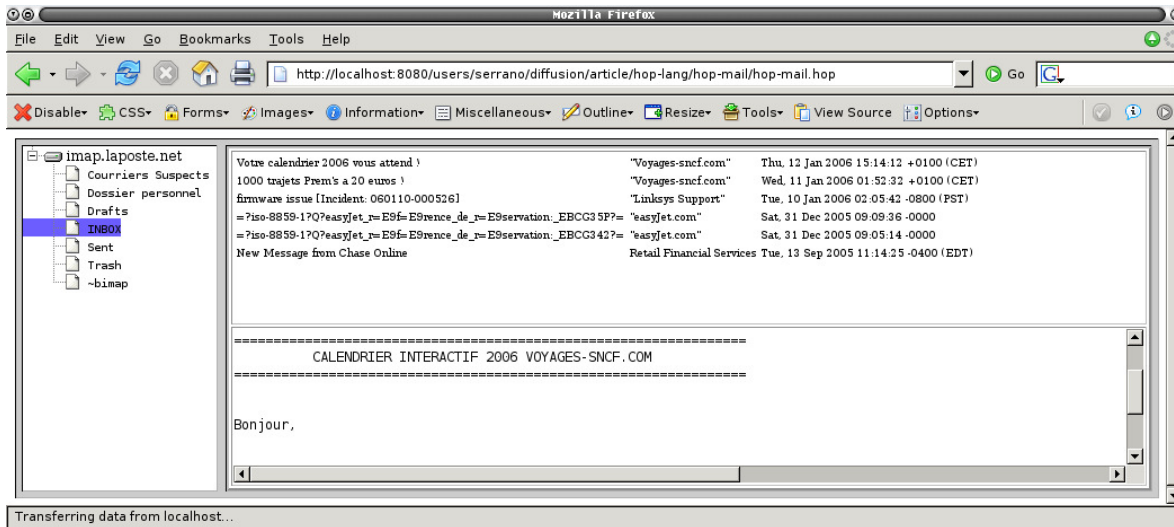 Mozilla Firefox
File Edit View Go Bookmarks Tools Help
http://localhost:8080/users/serrano/diffusion/article/hop-lang/hop-mail/hop-mail.hop Go G
Disable CSS Forms Images Information Miscellaneous Outline Resize Tools View Source Options
imap.laposte.net
Courriers Suspects
Dossier personnel
Drafts
INBOX
Sent
Trash
~bimap
Votre calendrier 2006 vous attend ! "Voyages-sncf.com" Thu, 12 Jan 2006 15:14:12 +0100 (CET)
1000 trajets Prem's a 20 euros ! "Voyages-sncf.com" Wed, 11 Jan 2006 01:52:32 +0100 (CET)
firmware issue [Incident: 060110-000526] "Linksys Support" Tue, 10 Jan 2006 02:05:42 -0800 (PST)
=?iso-8859-1?Q?easyJet_r=E9f=E9rence_de_r=E9servation:_EBCG35P?= "easyJet.com" Sat, 31 Dec 2005 09:09:36 -0000
=?iso-8859-1?Q?easyJet_r=E9f=E9rence_de_r=E9servation:_EBCG342?= "easyJet.com" Sat, 31 Dec 2005 09:05:14 -0000
New Message from Chase Online Retail Financial Services Tue, 13 Sep 2005 11:14:25 -0400 (EDT)
==================================================================
CALENDRIER INTERACTIF 2006 VOYAGES-SNCF.COM
==================================================================
Bonjour,
Transferring data from localhost...